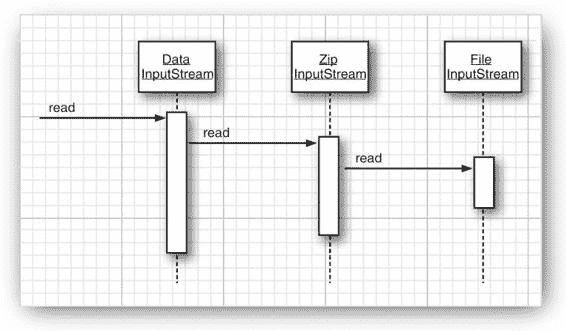 Data
InputStream
Zip
InputStream
File
InputStream
read
read
read